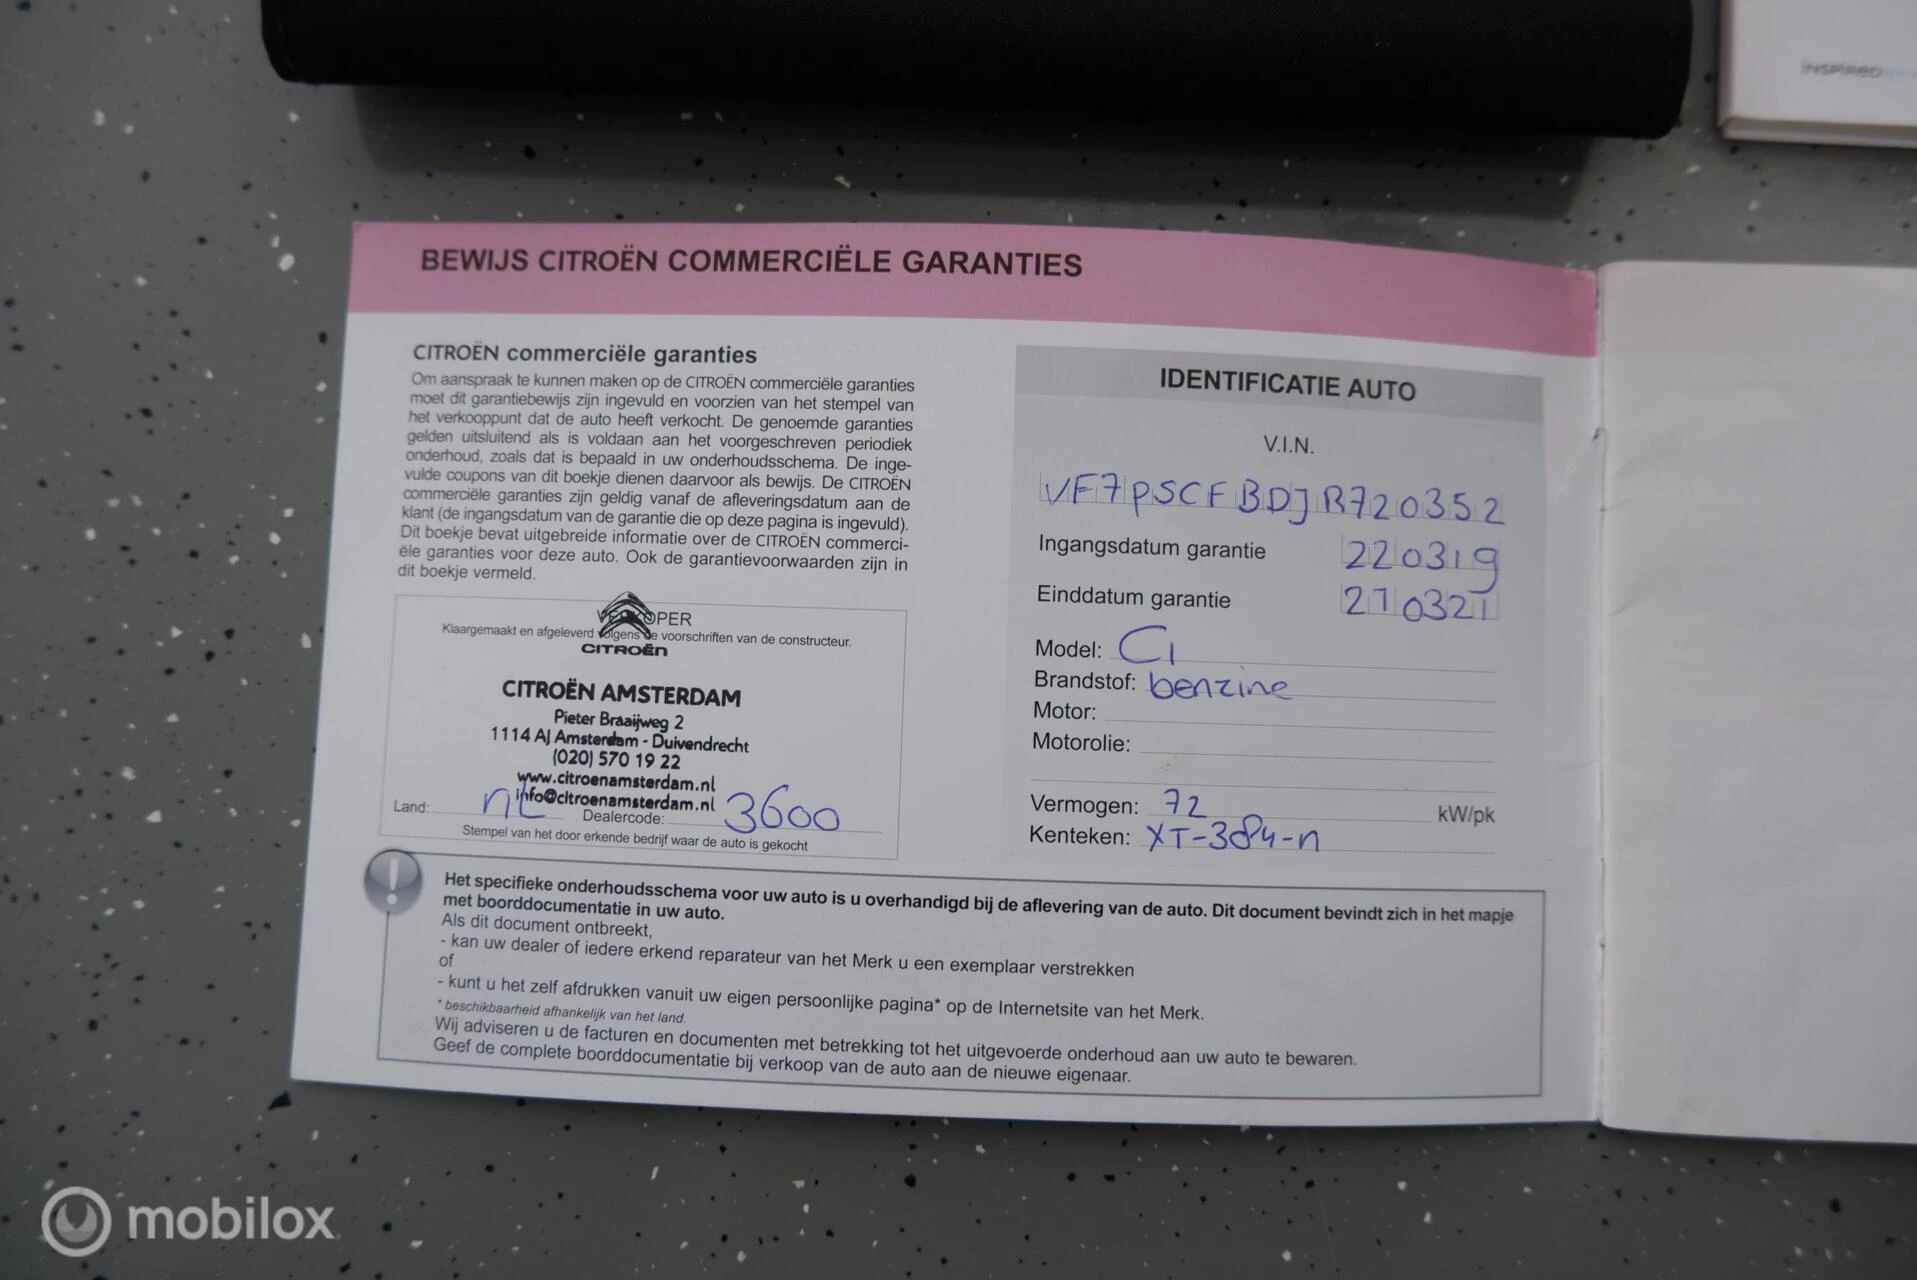 INSPIRED
BEWIJS CITROËN COMMERCIËLE GARANTIES
CITROËN commerciële garanties
Om aanspraak te kunnen maken op de CITROËN commerciële garanties
moet dit garantiebewijs zijn ingevuld en voorzien van het stempel van
het verkooppunt dat de auto heeft verkocht. De genoemde garanties
gelden uitsluitend als is voldaan aan het voorgeschreven periodiek
onderhoud, zoals dat is bepaald in uw onderhoudsschema. De inge-
vulde coupons van dit boekje dienen daarvoor als bewijs. De CITROËN
commerciële garanties zijn geldig vanaf de afleveringsdatum aan de
klant (de ingangsdatum van de garantie die op deze pagina is ingevuld).
Dit boekje bevat uitgebreide informatie over de CITROËN commerci-
ële garanties voor deze auto. Ook de garantievoorwaarden zijn in
dit boekje vermeld.
VERKOPER
Klaargemaakt en afgeleverd volgens de voorschriften van de constructeur.
CITROËN
CITROËN AMSTERDAM
Pieter Braaijweg 2
1114 AJ Amsterdam - Duivendrecht
(020) 570 19 22
www.citroenamsterdam.nl
info@citroenamsterdam.nl
Land: nL Dealercode: 3600
Stempel van het door erkende bedrijf waar de auto is gekocht
IDENTIFICATIE AUTO
V.I.N.
VF7PSCFBDJR720352
Ingangsdatum garantie 220319
Einddatum garantie 210321
Model: C1
Brandstof: benzine
Motor:
Motorolie:
Vermogen: 72 kW/pk
Kenteken: XT-384-n
Het specifieke onderhoudsschema voor uw auto is u overhandigd bij de aflevering van de auto. Dit document bevindt zich in het mapje
met boorddocumentatie in uw auto.
Als dit document ontbreekt,
- kan uw dealer of iedere erkend reparateur van het Merk u een exemplaar verstrekken
of
- kunt u het zelf afdrukken vanuit uw eigen persoonlijke pagina* op de Internetsite van het Merk.
* beschikbaarheid afhankelijk van het land.
Wij adviseren u de facturen en documenten met betrekking tot het uitgevoerde onderhoud aan uw auto te bewaren.
Geef de complete boorddocumentatie bij verkoop van de auto aan de nieuwe eigenaar.
mobilox